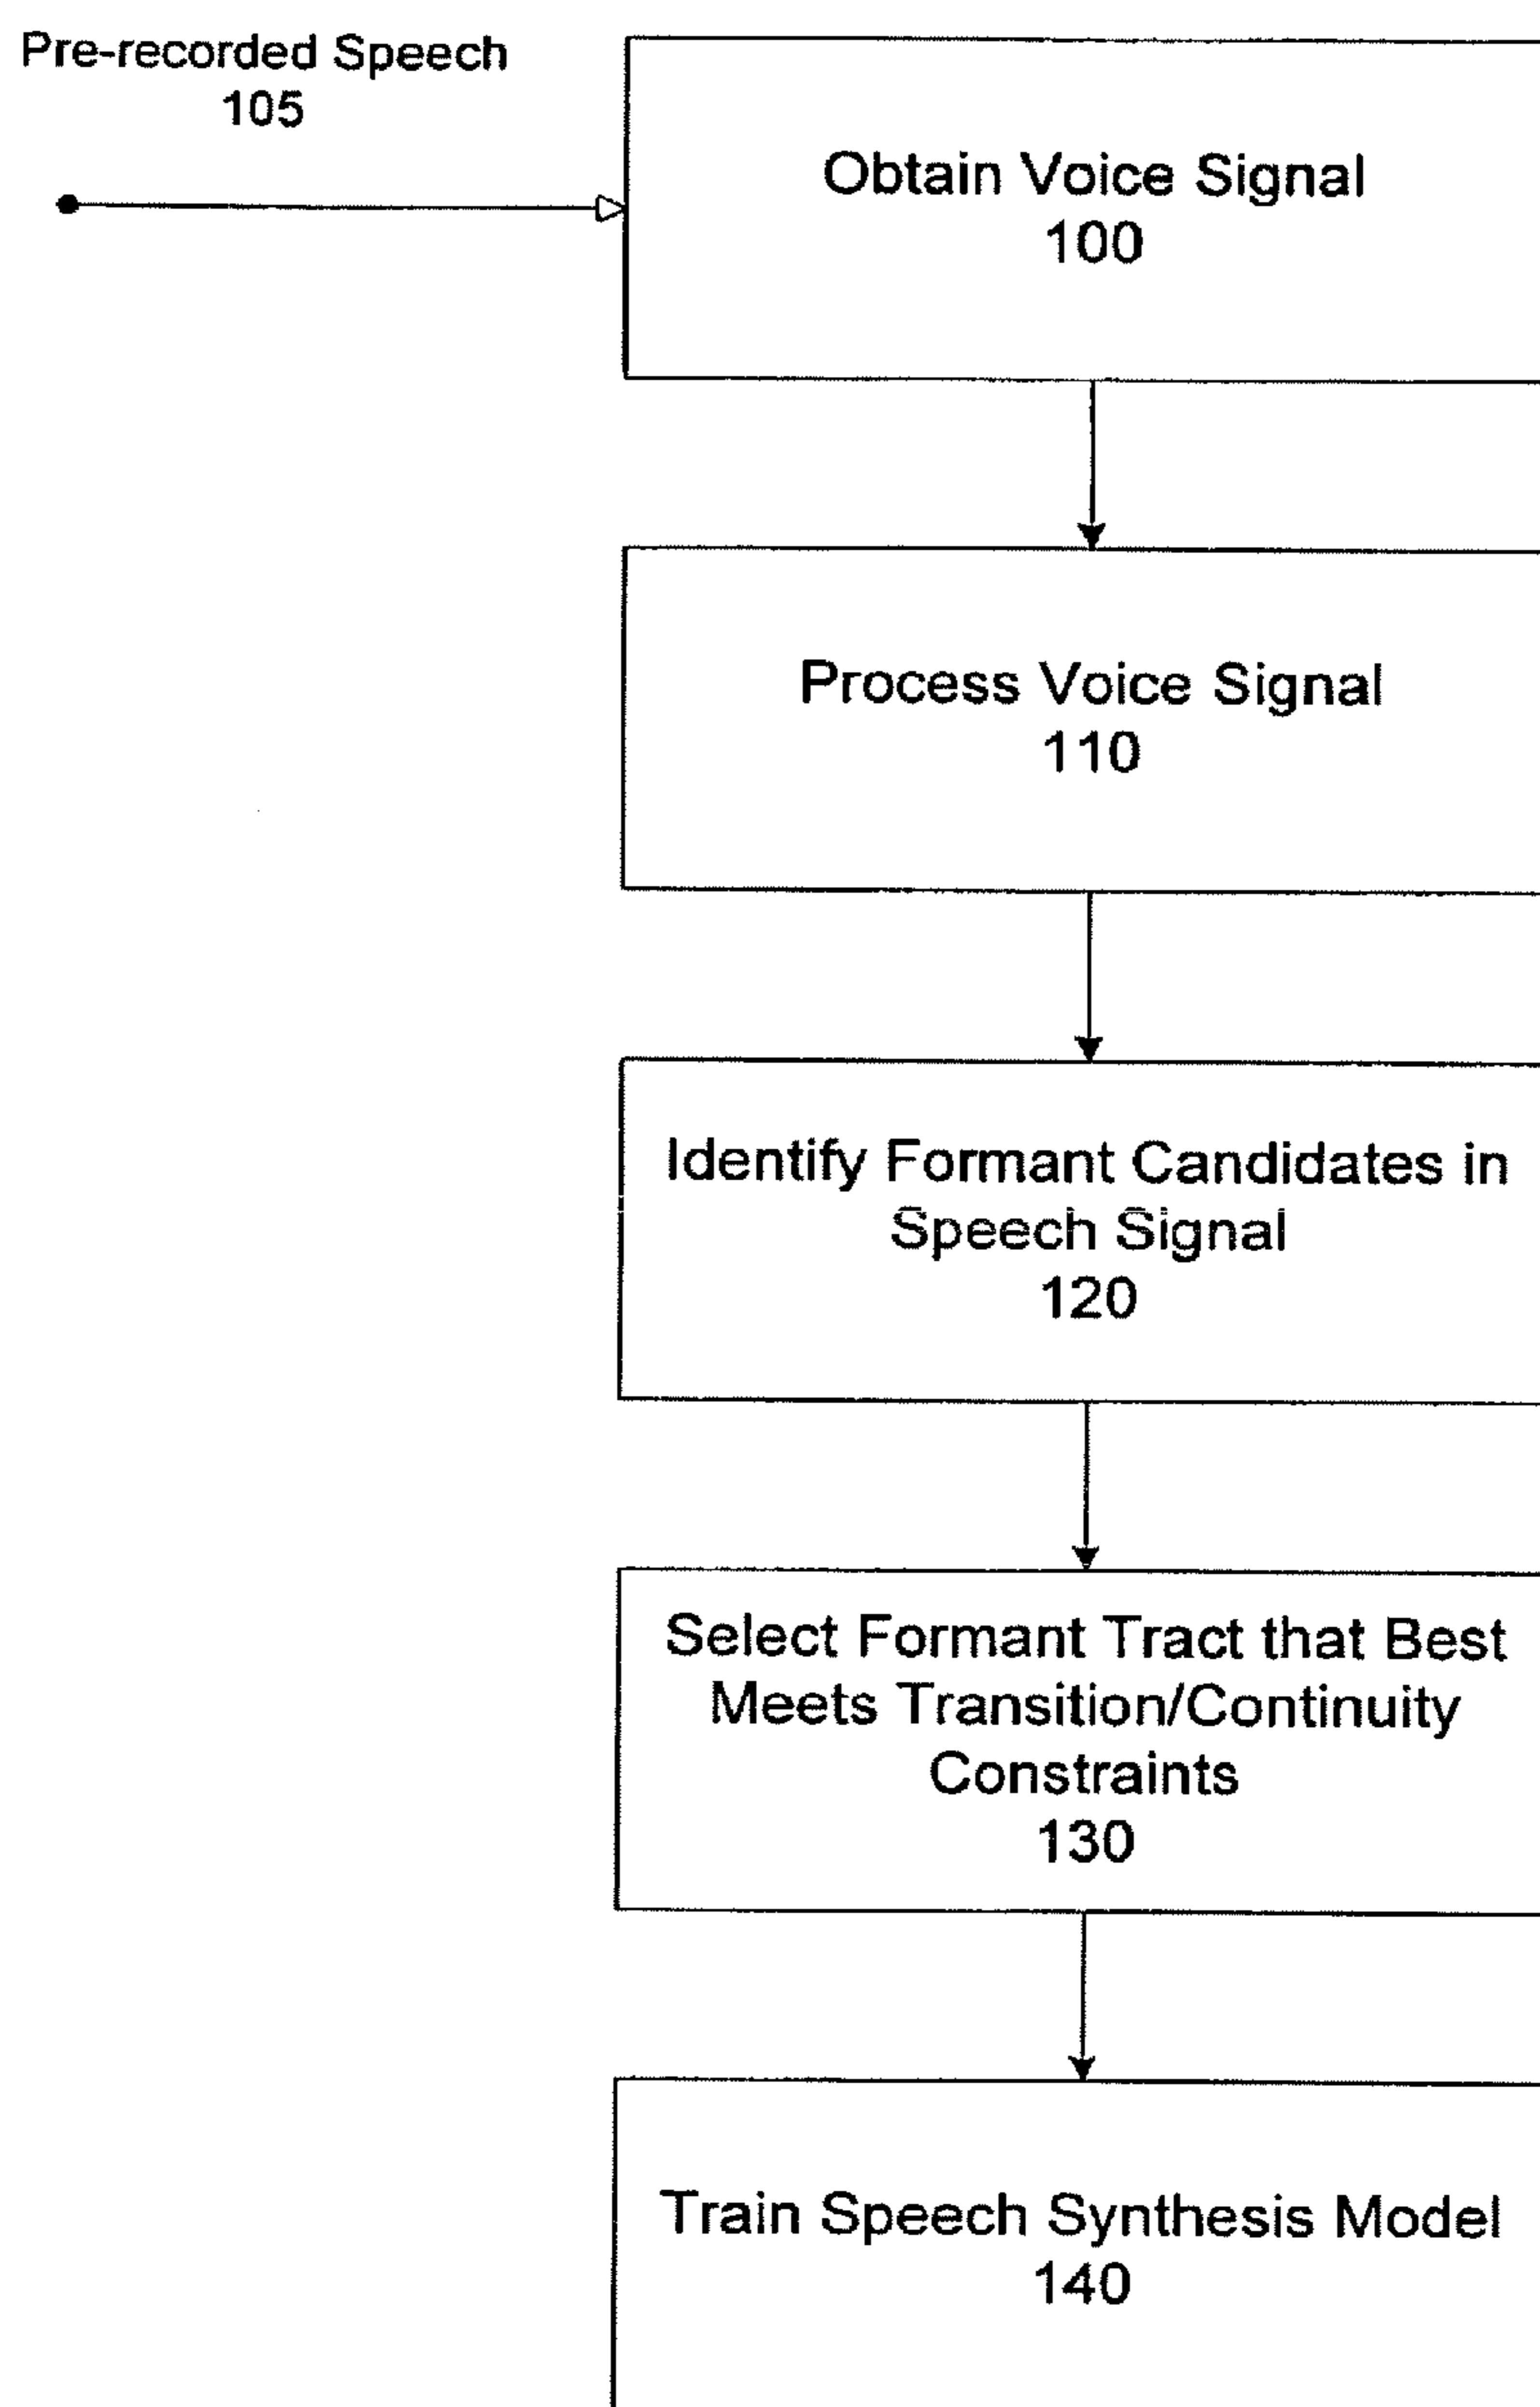 Pre-recorded Speech
105
Obtain Voice Signal
100
Process Voice Signal
110
Identify Formant Candidates in
Speech Signal
120
Select Formant Tract that Best
Meets Transition/Continuity
Constraints
130
Train Speech Synthesis Model
140